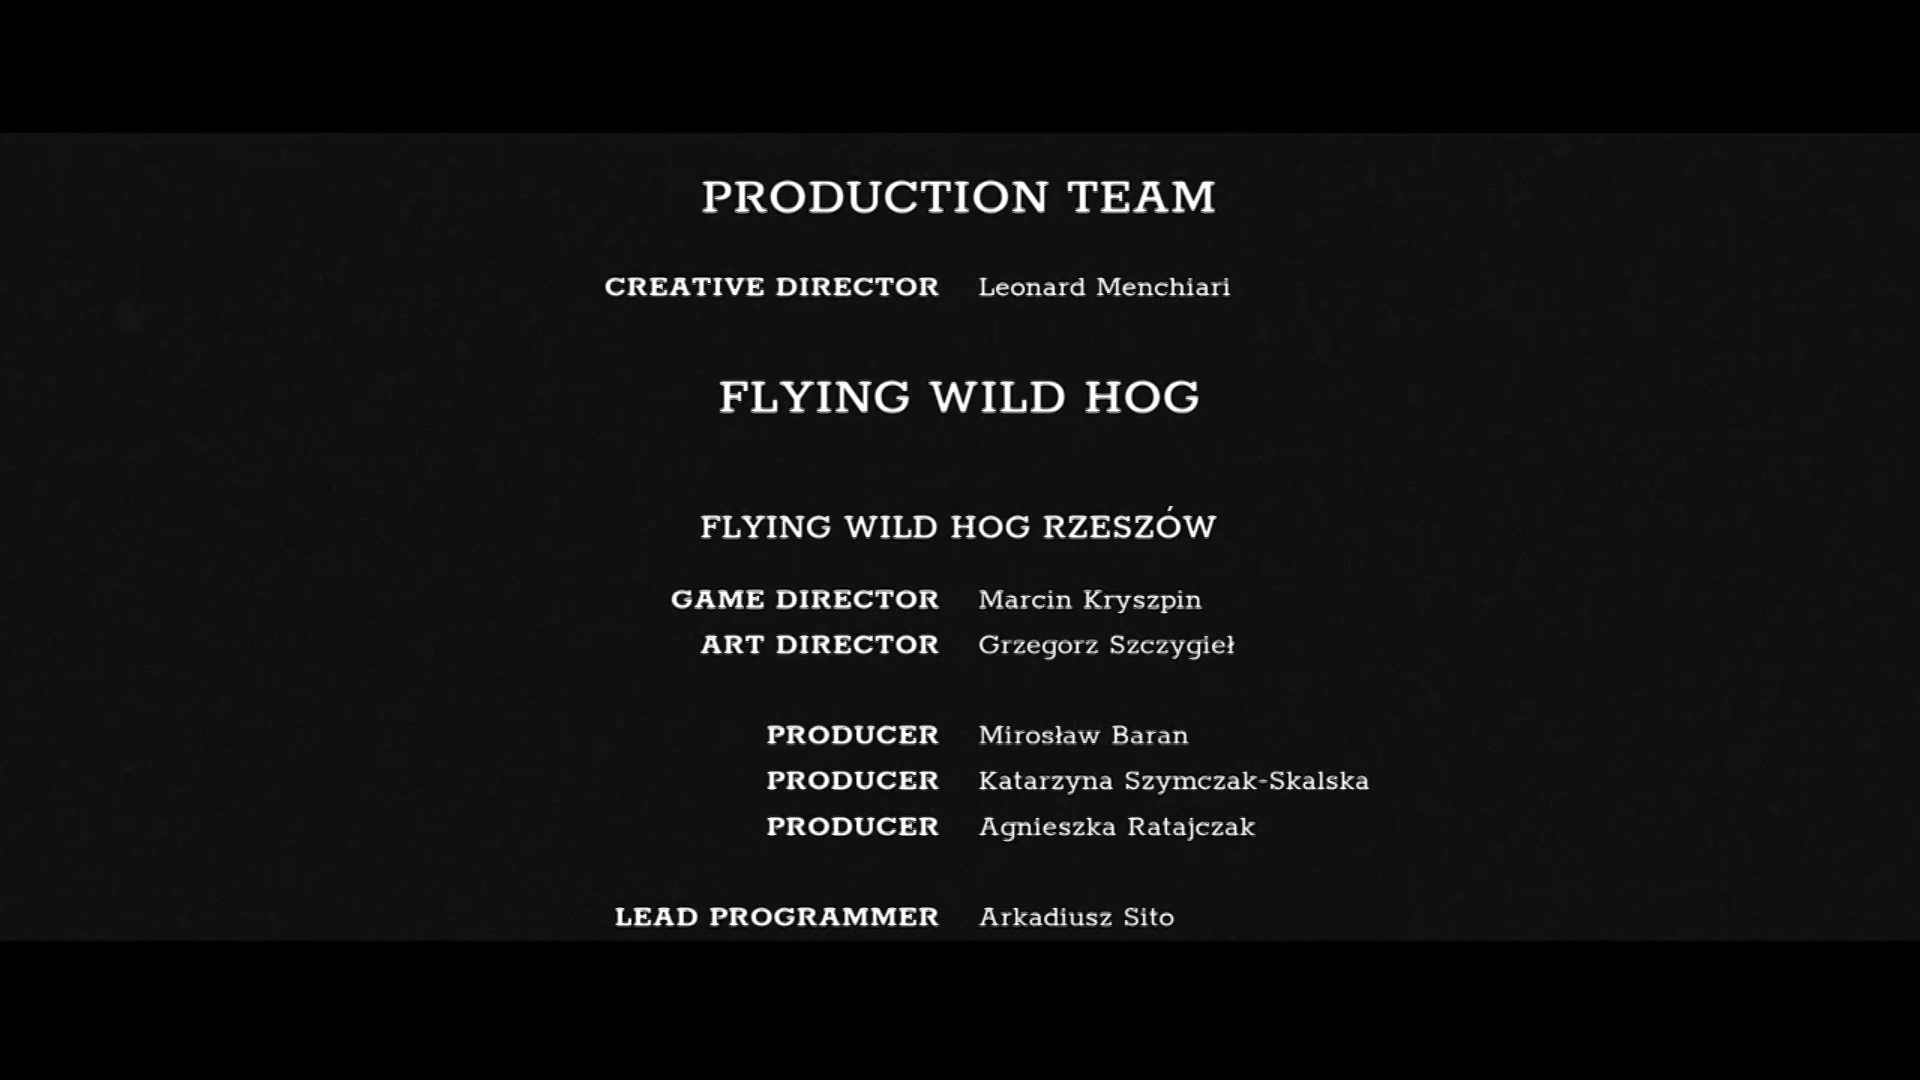 PRODUCTION TEAM
CREATIVE DIRECTOR Leonard Menchiari
FLYING WILD HOG
FLYING WILD HOG RZESZÓW
GAME DIRECTOR Marcin Kryszpin
ART DIRECTOR Grzegorz Szczygieł
PRODUCER Mirosław Baran
PRODUCER Katarzyna Szymczak-Skalska
PRODUCER Agnieszka Ratajczak
LEAD PROGRAMMER Arkadiusz Sito